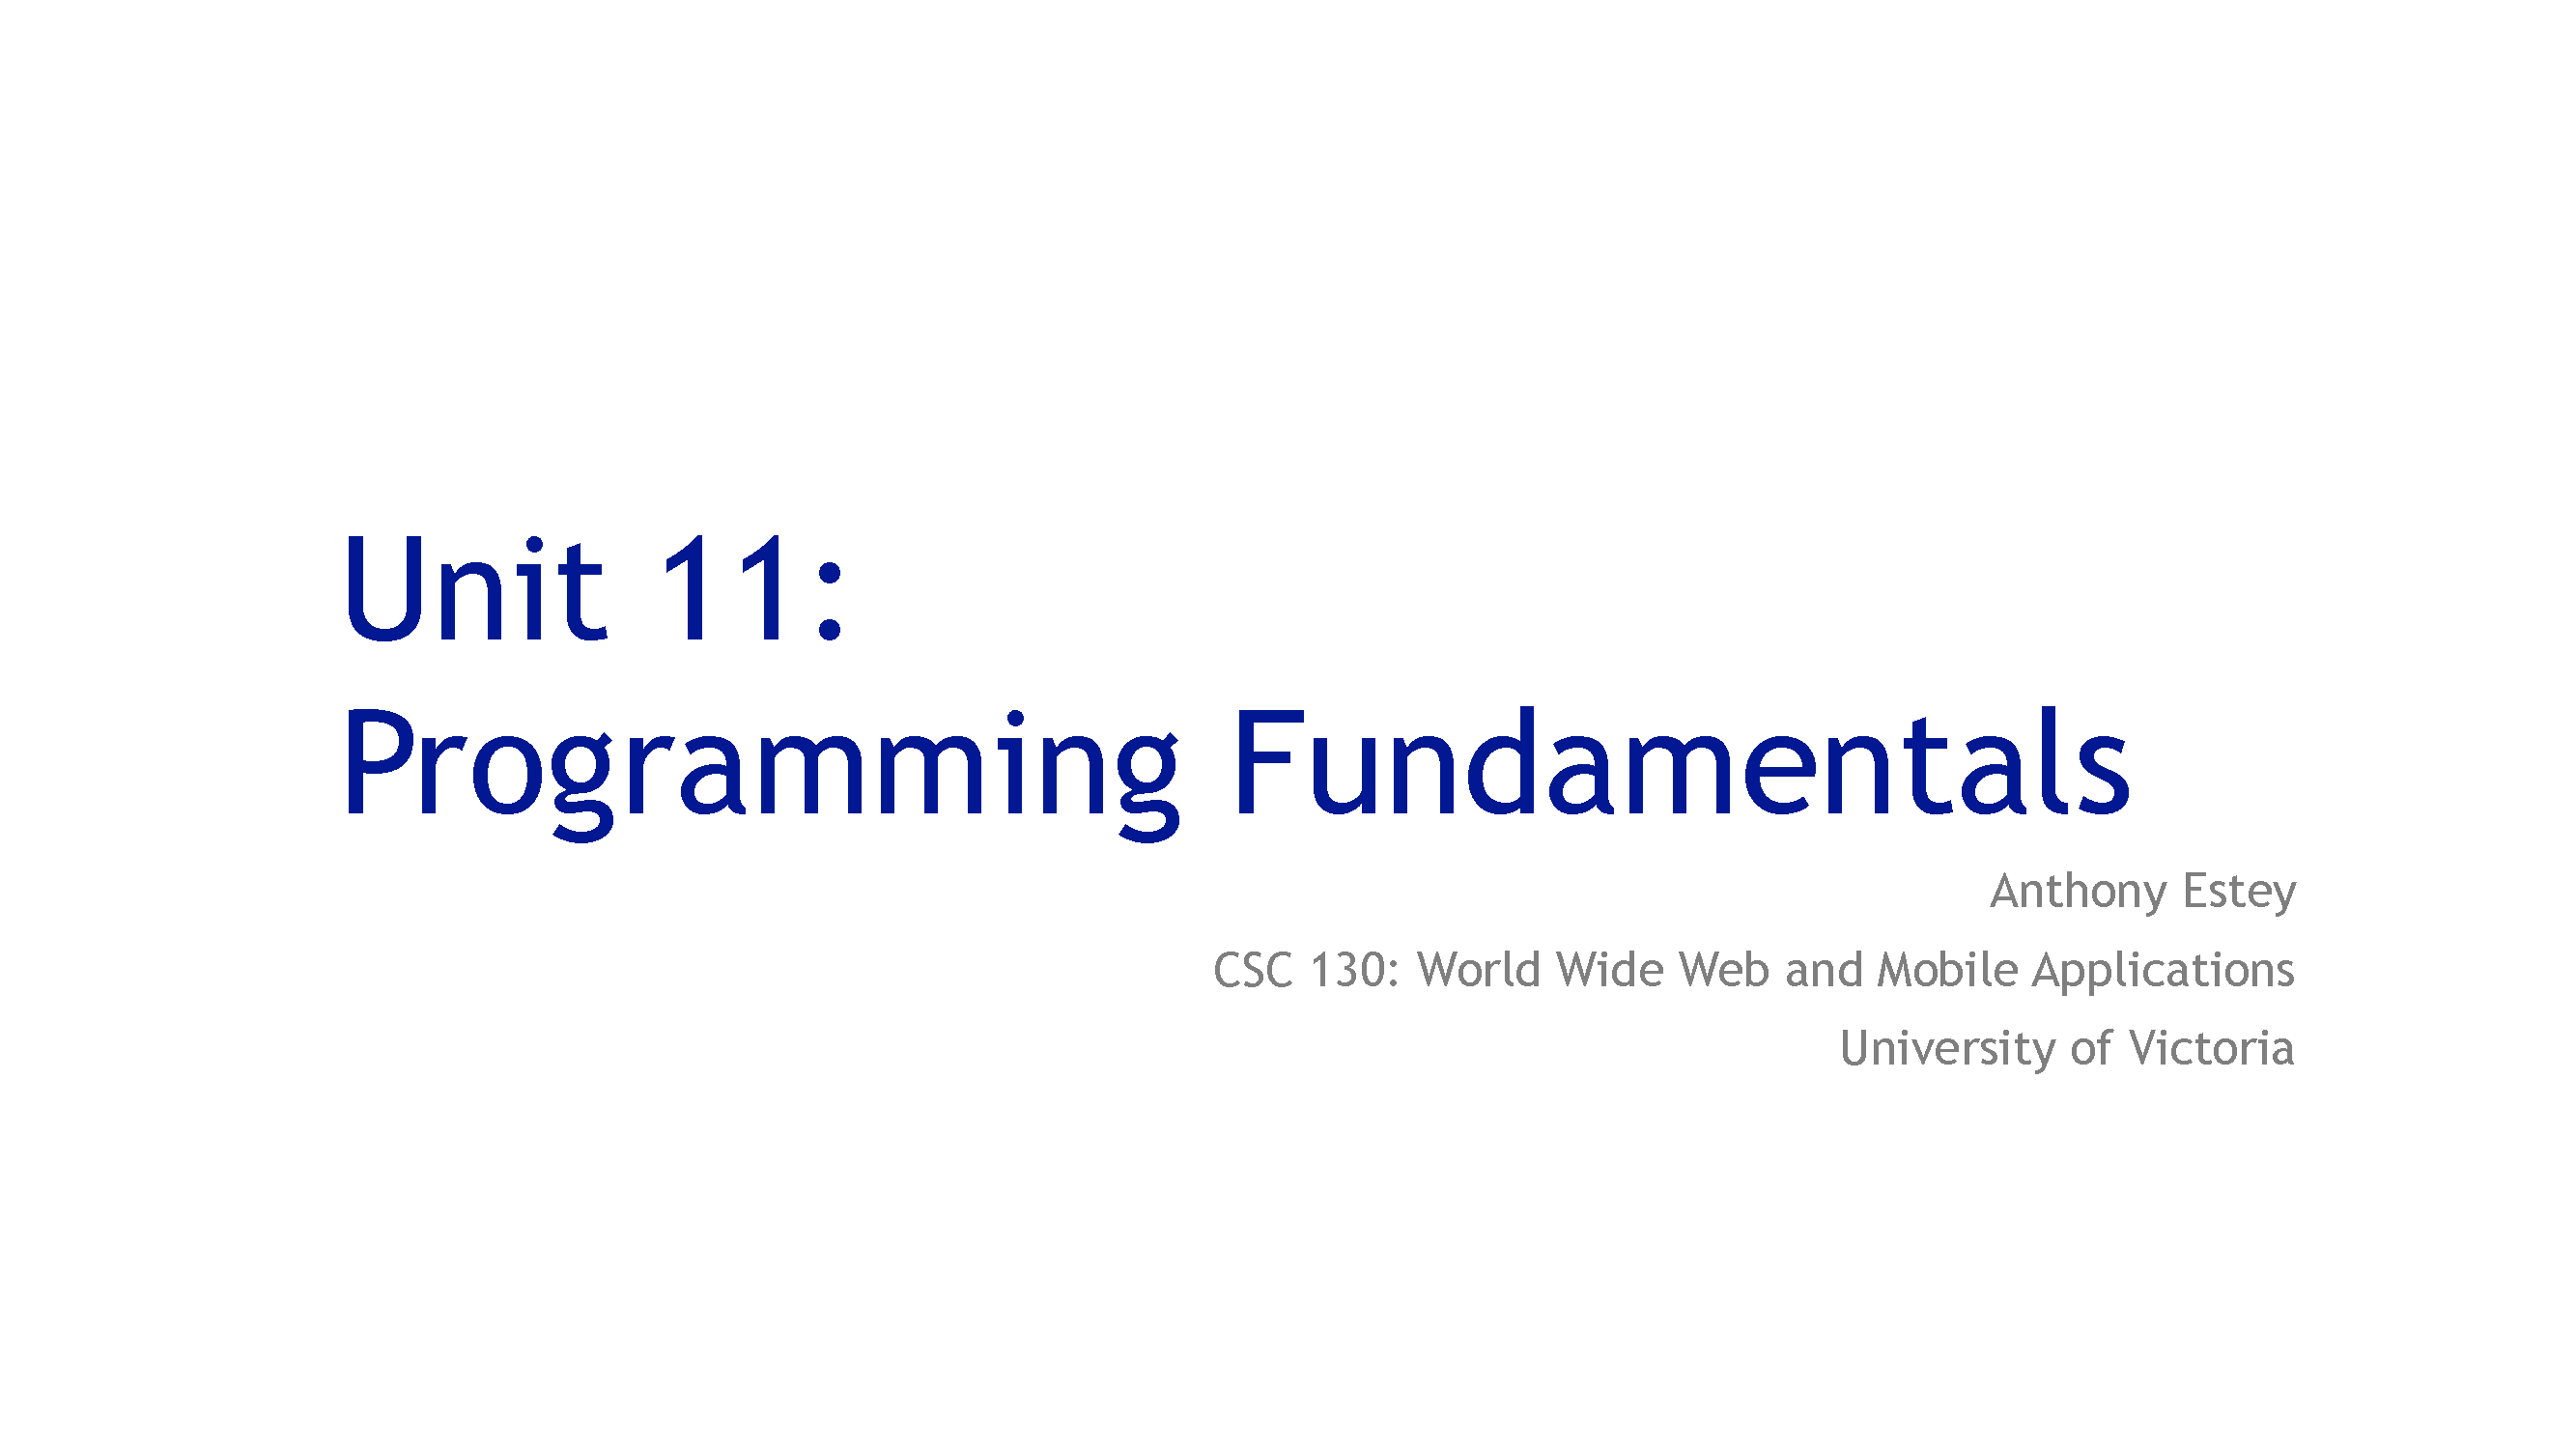 Unit 11:
Programming Fundamentals
Anthony Estey
CSC 130: World Wide Web and Mobile Applications
University of Victoria